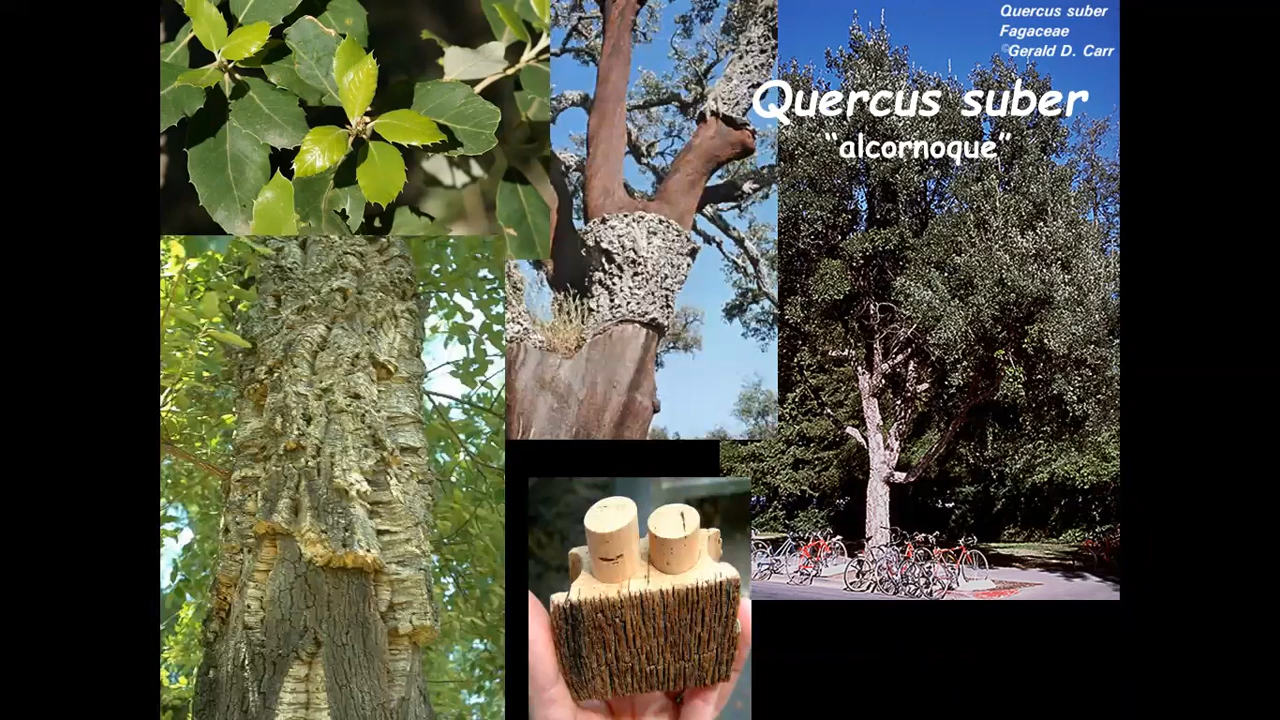 Quercus suber
Fagaceae
©Gerald D. Carr
Quercus suber
“alcornoque“